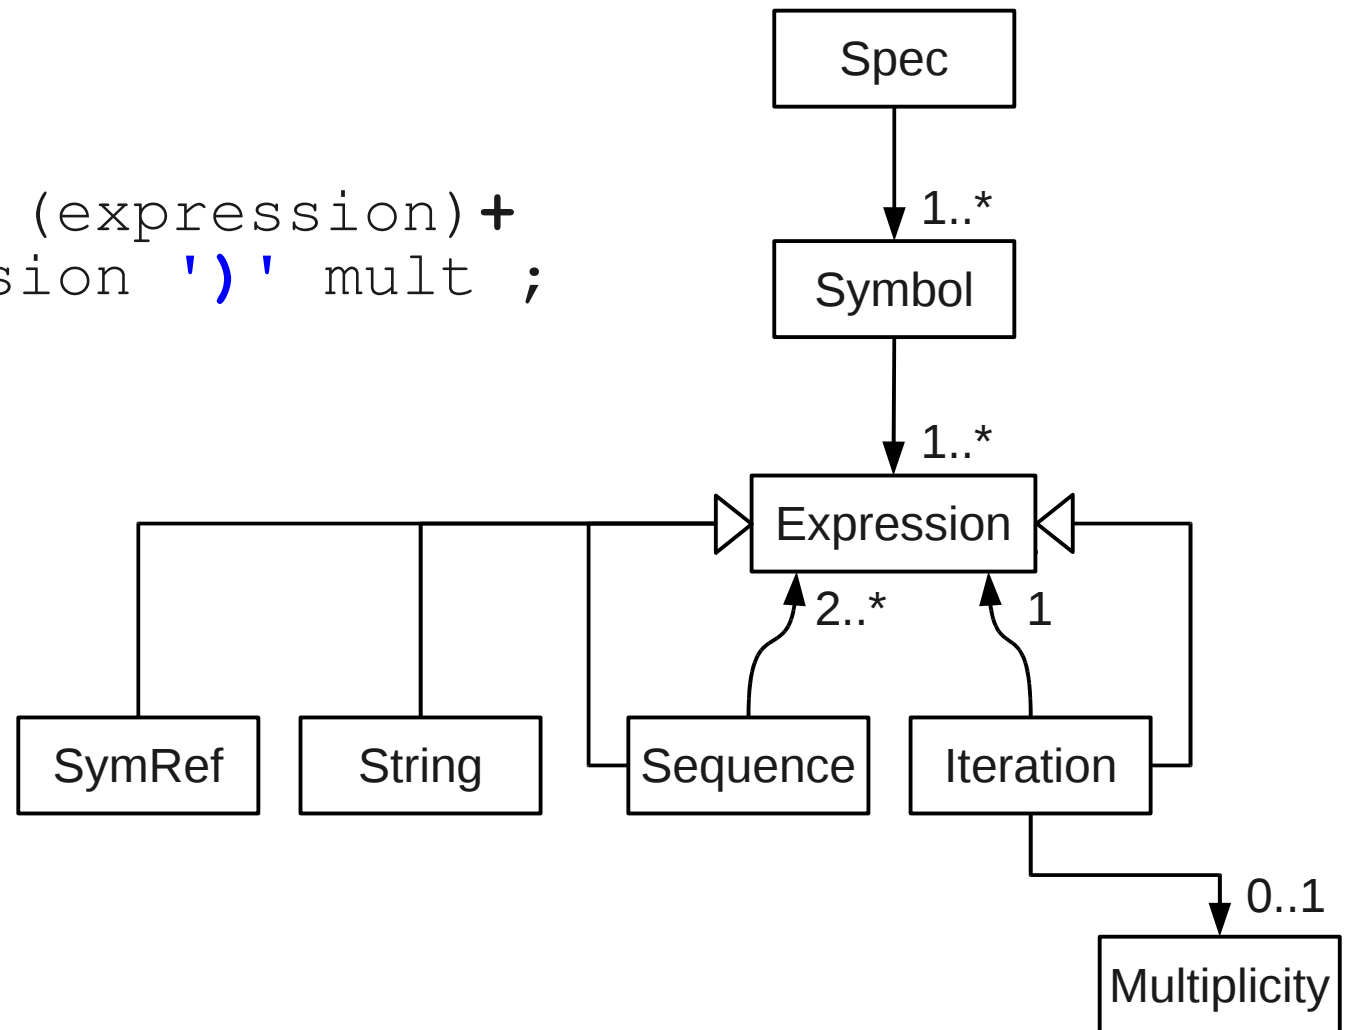 Spec
1..*
(expression)+
sion ')' mult ;
Symbol
1..*
Expression
2..*
1
SymRef
String
Sequence
Iteration
0..1
Multiplicity